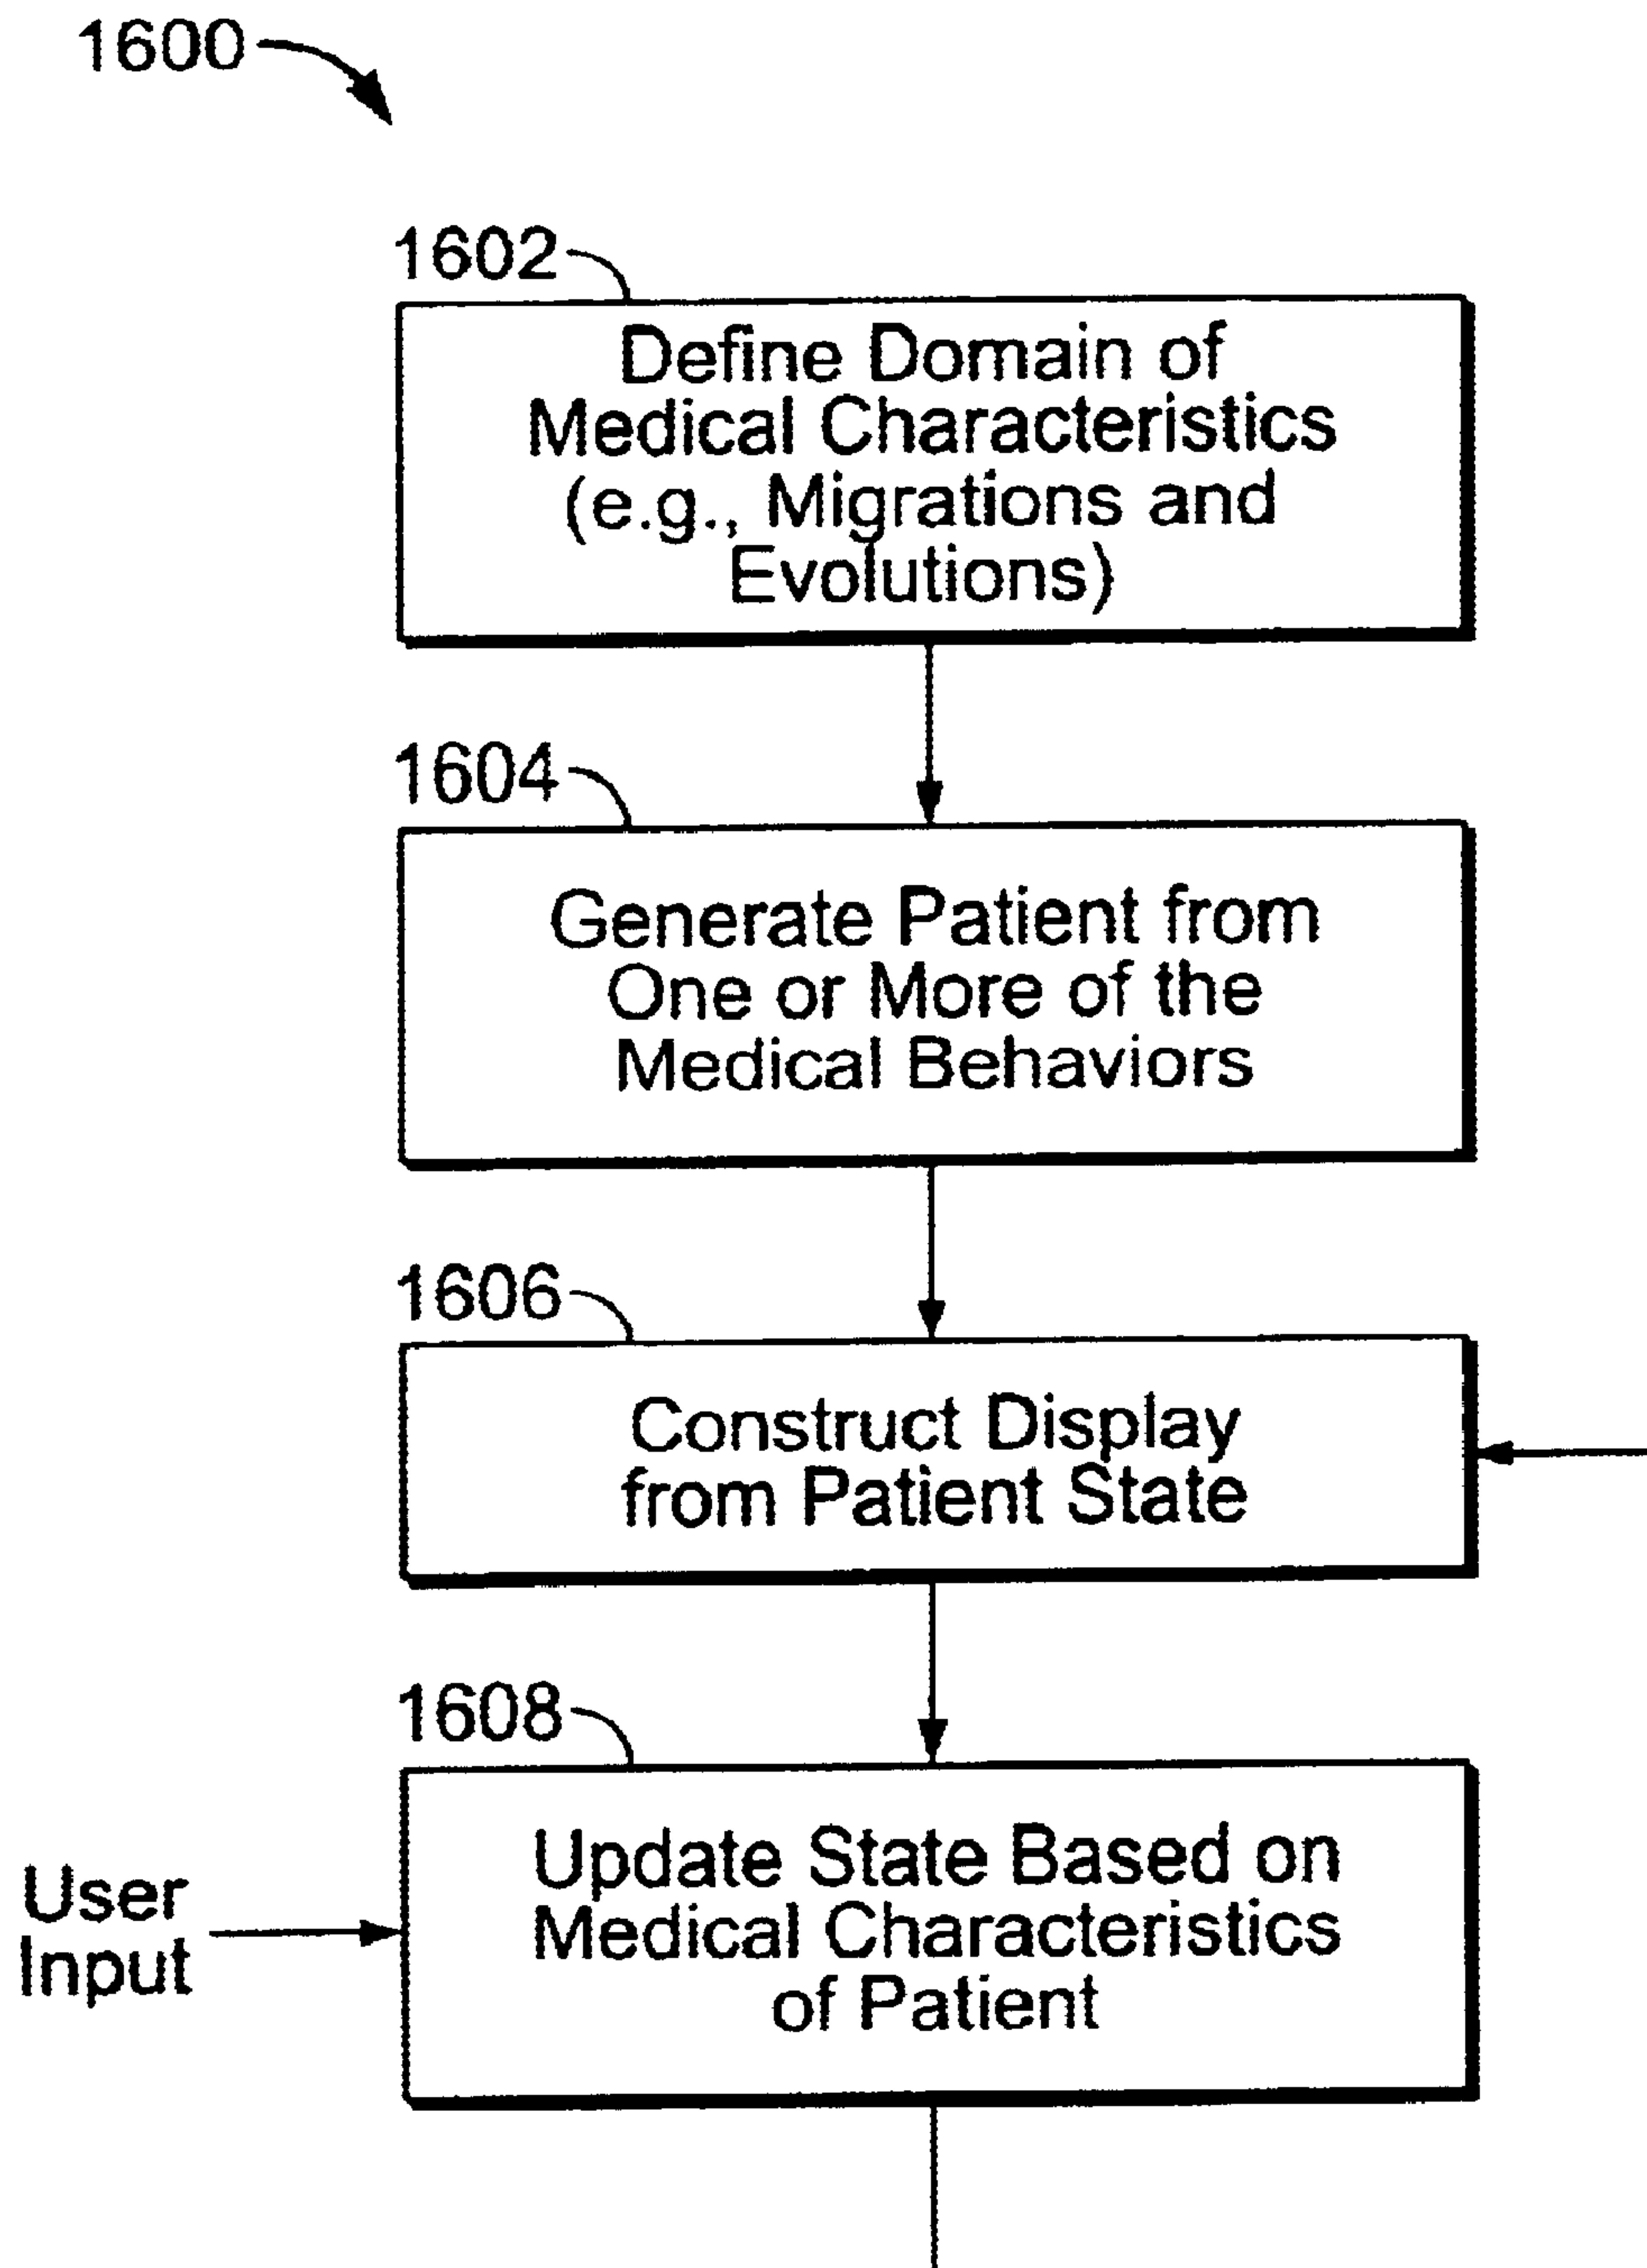 1600
1602
Define Domain of
Medical Characteristics
(e.g., Migrations and
Evolutions)
1604
Generate Patient from
One or More of the
Medical Behaviors
1606
Construct Display
from Patient State
1608
Update State Based on
Medical Characteristics
of Patient
User
Input